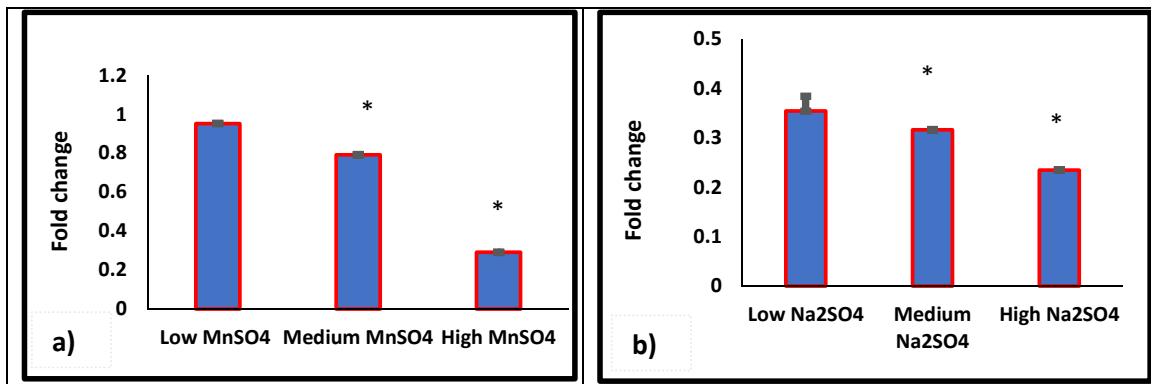 1.2
1
0.8
0.6
0.4
0.2
0
Fold change
*
*
Low MnSO4 Medium MnSO4 High MnSO4
a)
0.5
0.4
0.3
0.2
0.1
0
Fold change
*
*
Low Na2SO4 Medium High Na2SO4
Na2SO4
b)